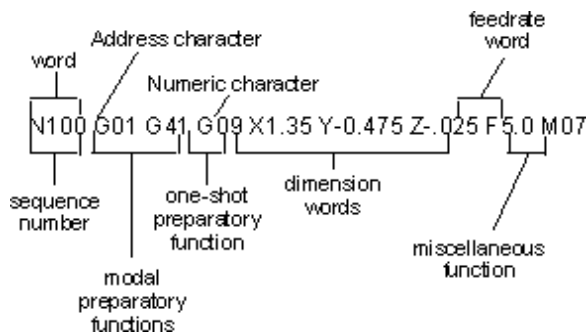 Address character
feedrate
word
word
Numeric character
N100 G01 G41 G09 X1.35 Y-0.475 Z-.025 F5.0 M07
sequence
number
one-shot
preparatory
function
dimension
words
miscellaneous
function
modal
preparatory
functions